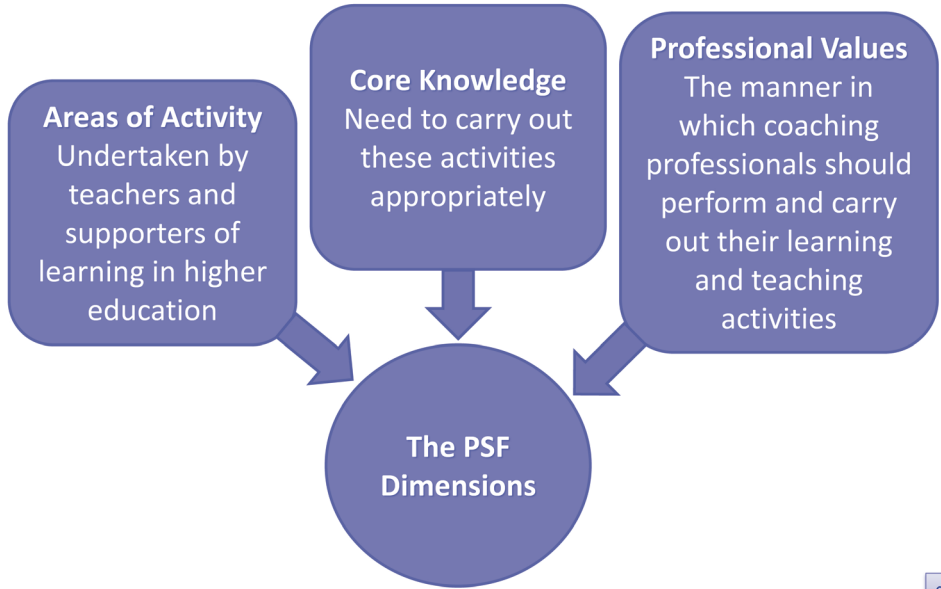 Areas of Activity
Undertaken by
teachers and
supporters of
learning in higher
education
Core Knowledge
Need to carry out
these activities
appropriately
Professional Values
The manner in
which coaching
professionals should
perform and carry
out their learning
and teaching
activities
The PSF
Dimensions